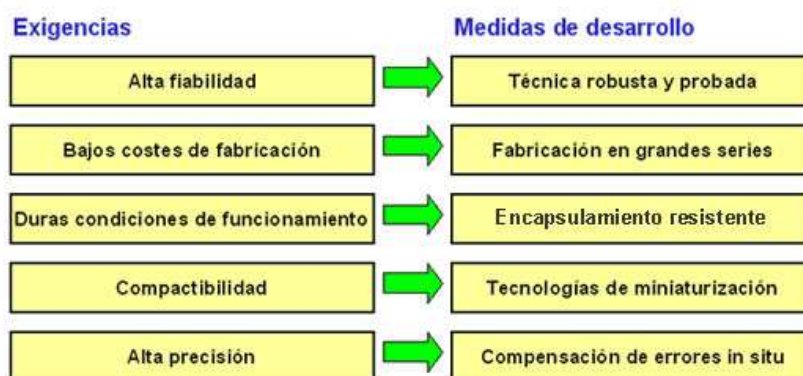 Exigencias
Medidas de desarrollo
Alta fiabilidad
Técnica robusta y probada
Bajos costes de fabricación
Fabricación en grandes series
Duras condiciones de funcionamiento
Encapsulamiento resistente
Compactibilidad
Tecnologías de miniaturización
Alta precisión
Compensación de errores in situ